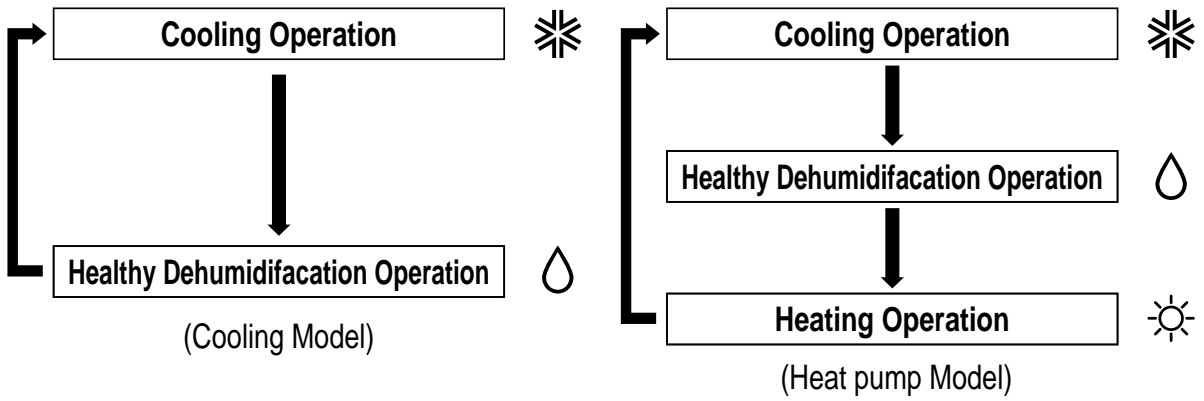 Cooling Operation
Healthy Dehumidifacation Operation
(Cooling Model)
Cooling Operation
Healthy Dehumidifacation Operation
Heating Operation
(Heat pump Model)